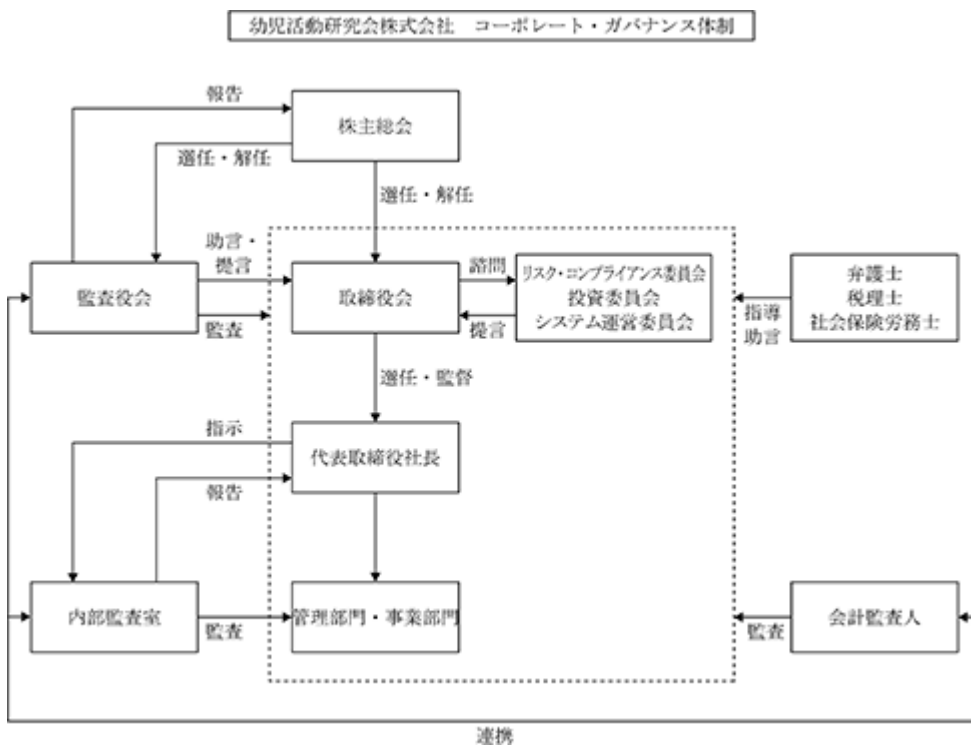 幼児活動研究会株式会社　コーポレート・ガバナンス体制
報告
株主総会
選任・解任
選任・解任
助言・
提言
諮問
リスク・コンプライアンス委員会
投資委員会
システム運営委員会
弁護士
税理士
社会保険労務士
監査役会
取締役会
監査
提言
指導
助言
選任・監督
指示
代表取締役社長
報告
内部監査室
監査
管理部門・事業部門
監査
会計監査人
連携